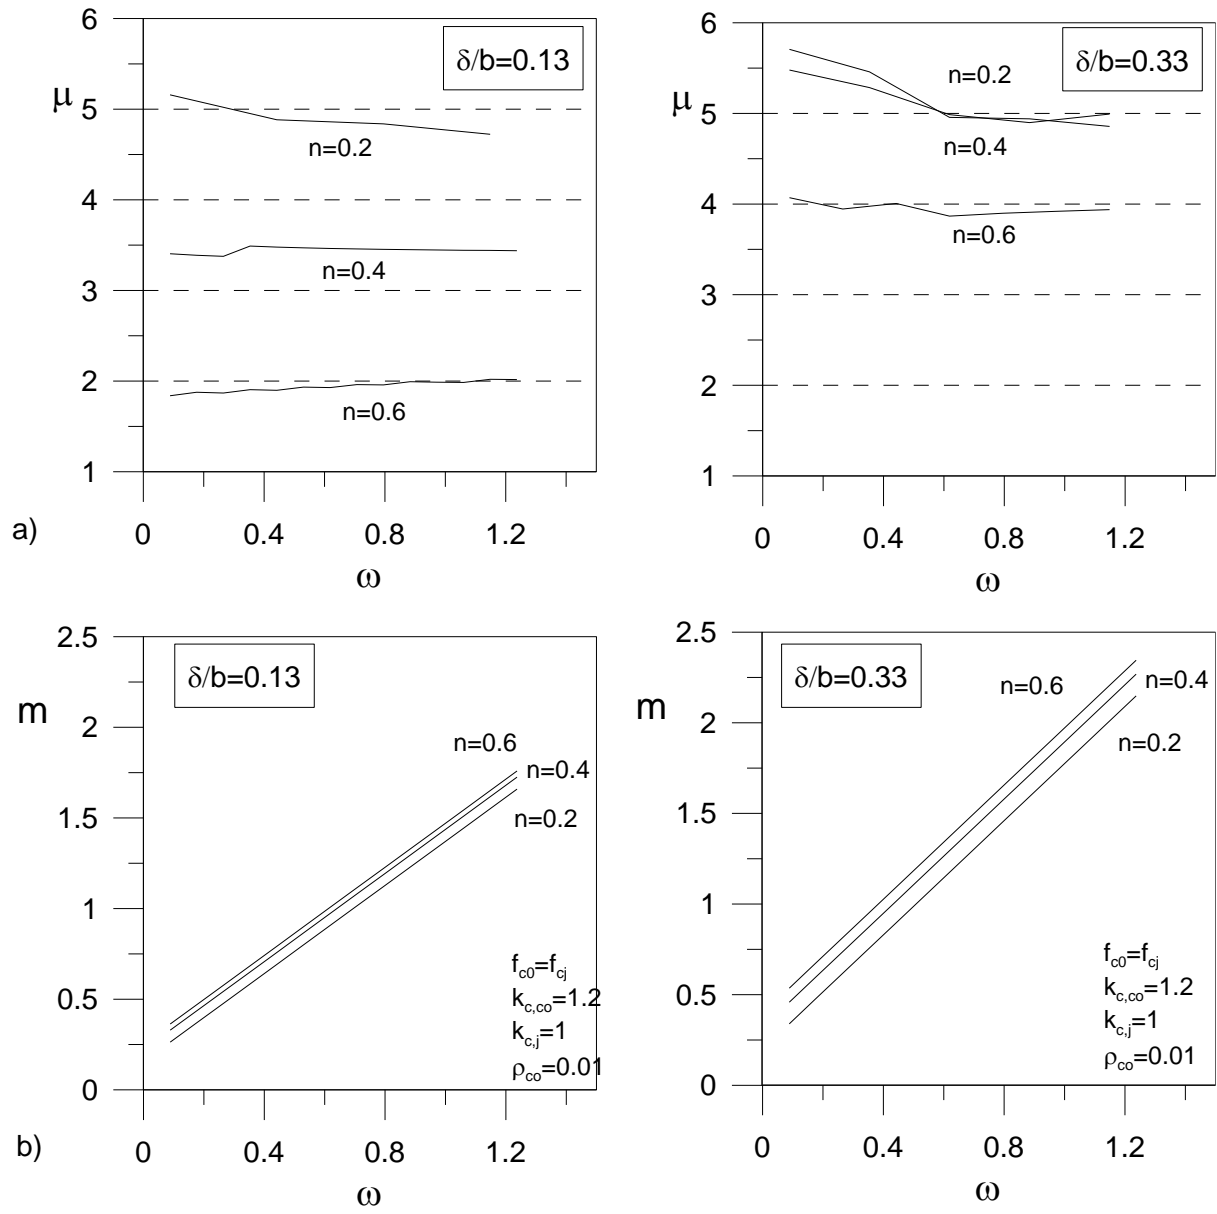 6
5
4
3
2
1
μ
δ/b=0.13
n=0.2
n=0.4
n=0.6
0
0.4
0.8
1.2
ω
a)
6
5
4
3
2
1
μ
δ/b=0.33
n=0.2
n=0.4
n=0.6
0
0.4
0.8
1.2
ω
2.5
2
1.5
1
0.5
0
m
δ/b=0.13
n=0.6
n=0.4
n=0.2
f_c0=f_cj
k_c,co=1.2
k_c,j=1
ρ_co=0.01
0
0.4
0.8
1.2
ω
b)
2.5
2
1.5
1
0.5
0
m
δ/b=0.33
n=0.6
n=0.4
n=0.2
f_c0=f_cj
k_c,co=1.2
k_c,j=1
ρ_co=0.01
0
0.4
0.8
1.2
ω